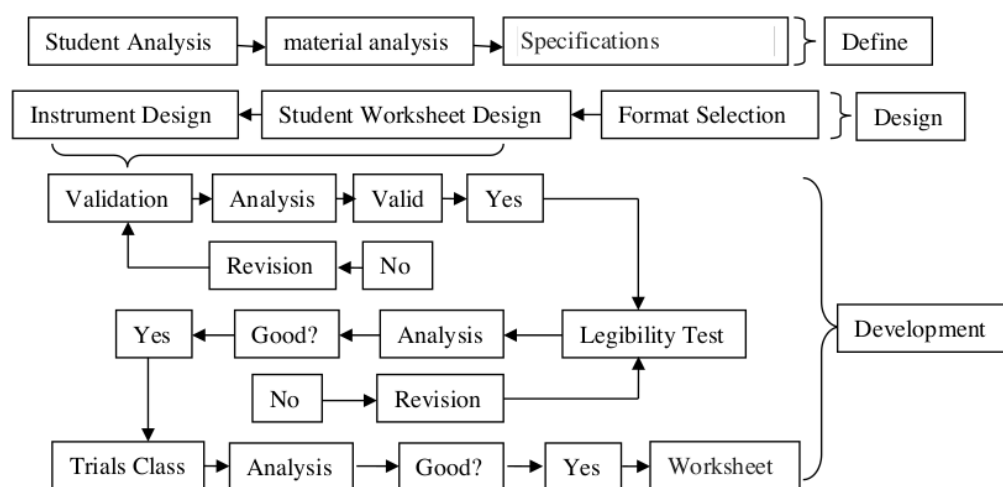 Student Analysis material analysis Specifications Define
Instrument Design Student Worksheet Design Format Selection Design
Validation Analysis Valid Yes
Revision No
Yes Good? Analysis Legibility Test Development
No Revision
Trials Class Analysis Good? Yes Worksheet